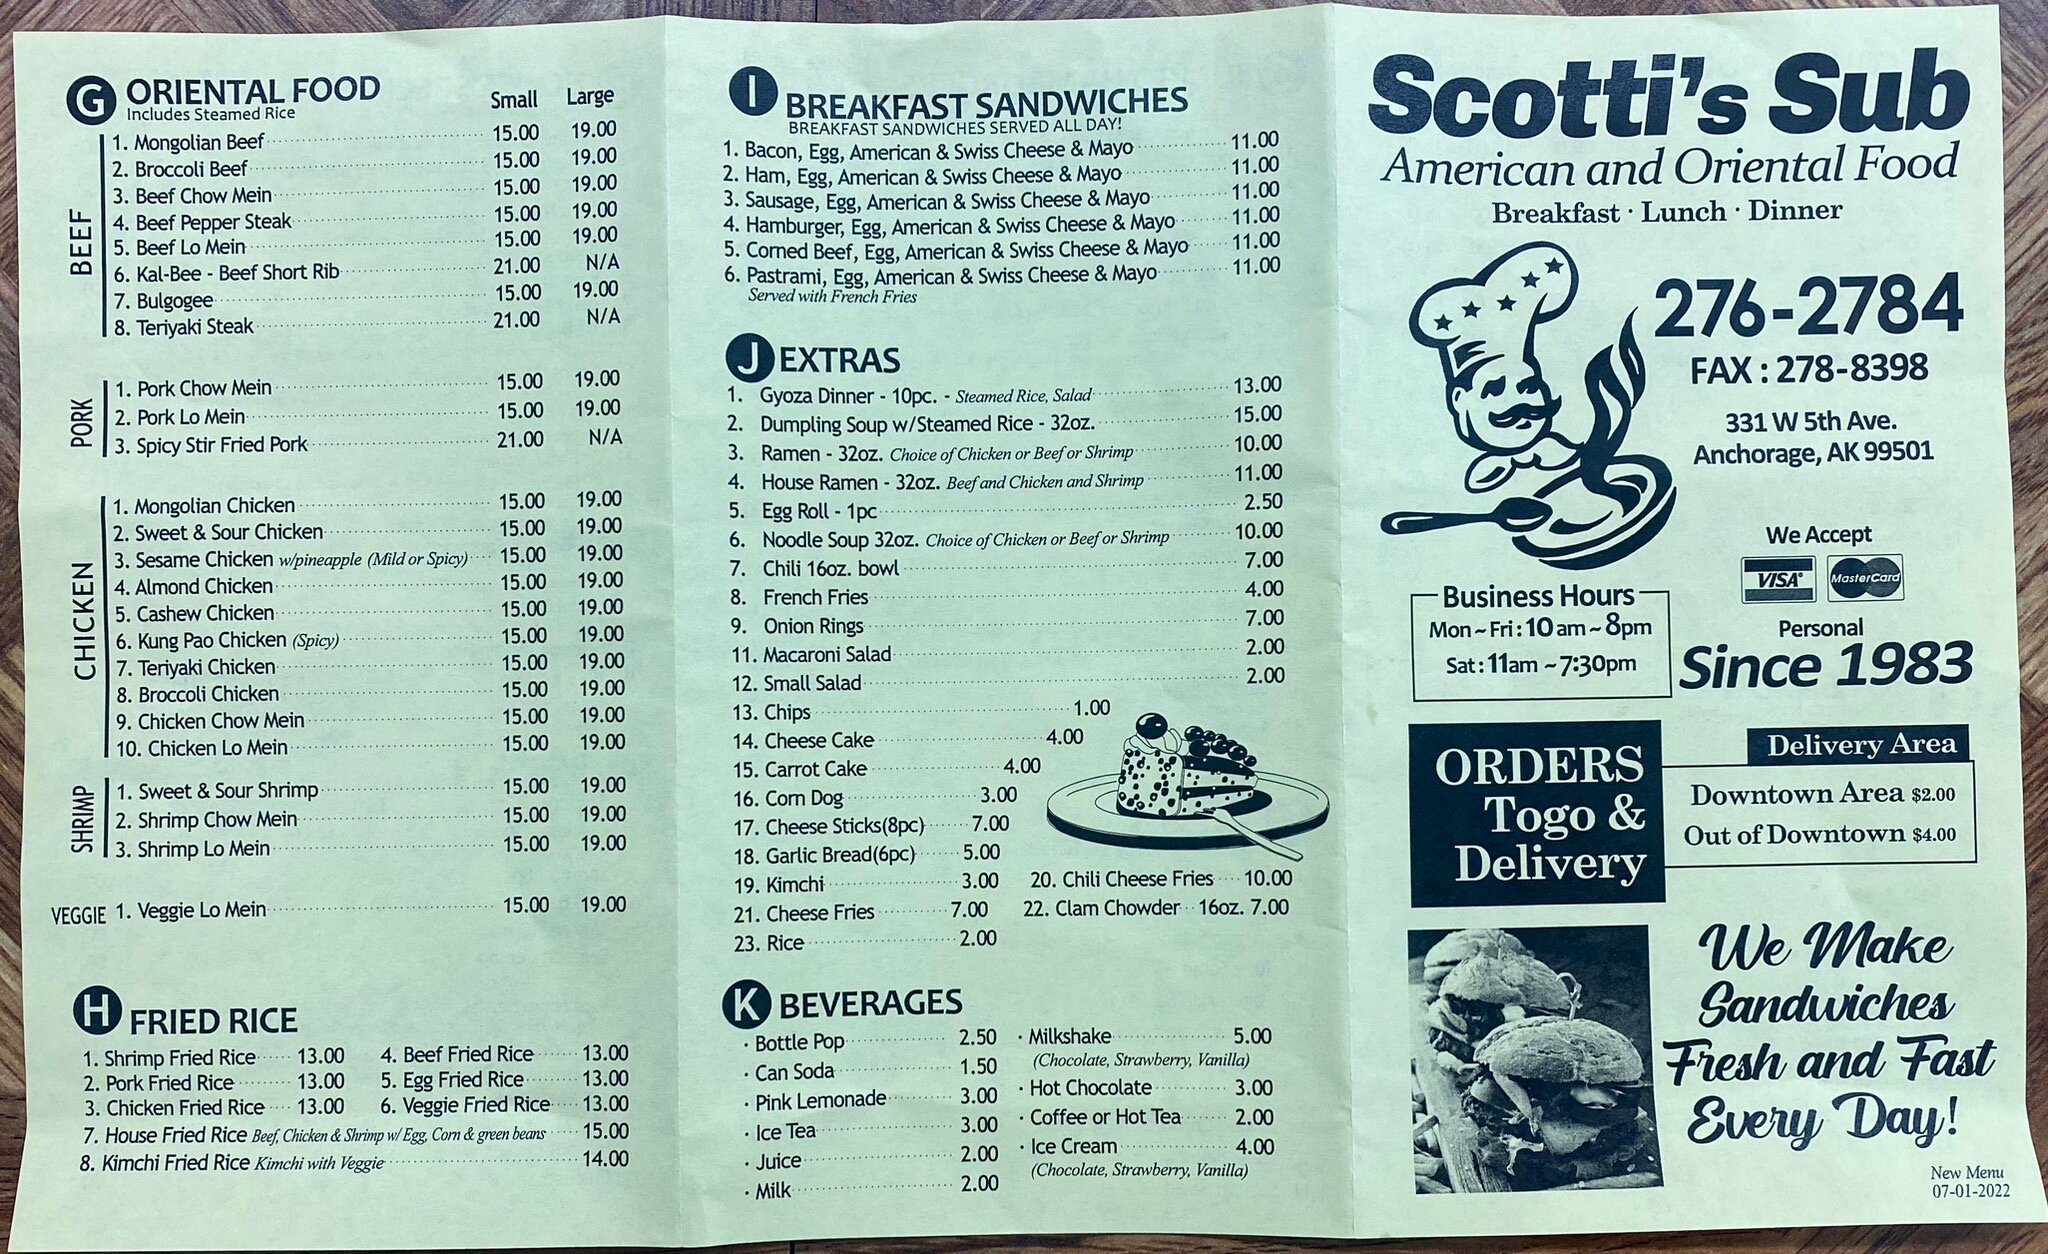 G ORIENTAL FOOD Small Large
Includes Steamed Rice
BEEF
1. Mongolian Beef 15.00 19.00
2. Broccoli Beef 15.00 19.00
3. Beef Chow Mein 15.00 19.00
4. Beef Pepper Steak 15.00 19.00
5. Beef Lo Mein 15.00 19.00
6. Kal-Bee - Beef Short Rib 21.00 N/A
7. Bulgogee 15.00 19.00
8. Teriyaki Steak 21.00 N/A
PORK
1. Pork Chow Mein 15.00 19.00
2. Pork Lo Mein 15.00 19.00
3. Spicy Stir Fried Pork 21.00 N/A
CHICKEN
1. Mongolian Chicken 15.00 19.00
2. Sweet & Sour Chicken 15.00 19.00
3. Sesame Chicken w/pineapple (Mild or Spicy) 15.00 19.00
4. Almond Chicken 15.00 19.00
5. Cashew Chicken 15.00 19.00
6. Kung Pao Chicken (Spicy) 15.00 19.00
7. Teriyaki Chicken 15.00 19.00
8. Broccoli Chicken 15.00 19.00
9. Chicken Chow Mein 15.00 19.00
10. Chicken Lo Mein 15.00 19.00
SHRIMP
1. Sweet & Sour Shrimp 15.00 19.00
2. Shrimp Chow Mein 15.00 19.00
3. Shrimp Lo Mein 15.00 19.00
VEGGIE 1. Veggie Lo Mein 15.00 19.00
H FRIED RICE
1. Shrimp Fried Rice 13.00 4. Beef Fried Rice 13.00
2. Pork Fried Rice 13.00 5. Egg Fried Rice 13.00
3. Chicken Fried Rice 13.00 6. Veggie Fried Rice 13.00
7. House Fried Rice Beef, Chicken & Shrimp w/ Egg, Corn & green beans 15.00
8. Kimchi Fried Rice Kimchi with Veggie 14.00
I BREAKFAST SANDWICHES
BREAKFAST SANDWICHES SERVED ALL DAY!
1. Bacon, Egg, American & Swiss Cheese & Mayo 11.00
2. Ham, Egg, American & Swiss Cheese & Mayo 11.00
3. Sausage, Egg, American & Swiss Cheese & Mayo 11.00
4. Hamburger, Egg, American & Swiss Cheese & Mayo 11.00
5. Corned Beef, Egg, American & Swiss Cheese & Mayo 11.00
6. Pastrami, Egg, American & Swiss Cheese & Mayo 11.00
Served with French Fries
J EXTRAS
1. Gyoza Dinner - 10pc. - Steamed Rice, Salad 13.00
2. Dumpling Soup w/Steamed Rice - 32oz. 15.00
3. Ramen - 32oz. Choice of Chicken or Beef or Shrimp 10.00
4. House Ramen - 32oz. Beef and Chicken and Shrimp 11.00
5. Egg Roll - 1pc 2.50
6. Noodle Soup 32oz. Choice of Chicken or Beef or Shrimp 10.00
7. Chili 16oz. bowl 7.00
8. French Fries 4.00
9. Onion Rings 7.00
11. Macaroni Salad 2.00
12. Small Salad 2.00
13. Chips 1.00
14. Cheese Cake 4.00
15. Carrot Cake 4.00
16. Corn Dog 3.00
17. Cheese Sticks(8pc) 7.00
18. Garlic Bread(6pc) 5.00
19. Kimchi 3.00 20. Chili Cheese Fries 10.00
21. Cheese Fries 7.00 22. Clam Chowder 16oz. 7.00
23. Rice 2.00
K BEVERAGES
· Bottle Pop 2.50
· Can Soda 1.50
· Pink Lemonade 3.00
· Ice Tea 3.00
· Juice 2.00
· Milk 2.00
· Milkshake 5.00
(Chocolate, Strawberry, Vanilla)
· Hot Chocolate 3.00
· Coffee or Hot Tea 2.00
· Ice Cream 4.00
(Chocolate, Strawberry, Vanilla)
Scotti's Sub
American and Oriental Food
Breakfast · Lunch · Dinner
276-2784
FAX : 278-8398
331 W 5th Ave.
Anchorage, AK 99501
We Accept
VISA MasterCard
Personal
Since 1983
Business Hours
Mon ~ Fri : 10 am ~ 8pm
Sat : 11am ~ 7:30pm
ORDERS
Togo &
Delivery
Delivery Area
Downtown Area $2.00
Out of Downtown $4.00
We Make
Sandwiches
Fresh and Fast
Every Day!
New Menu
07-01-2022